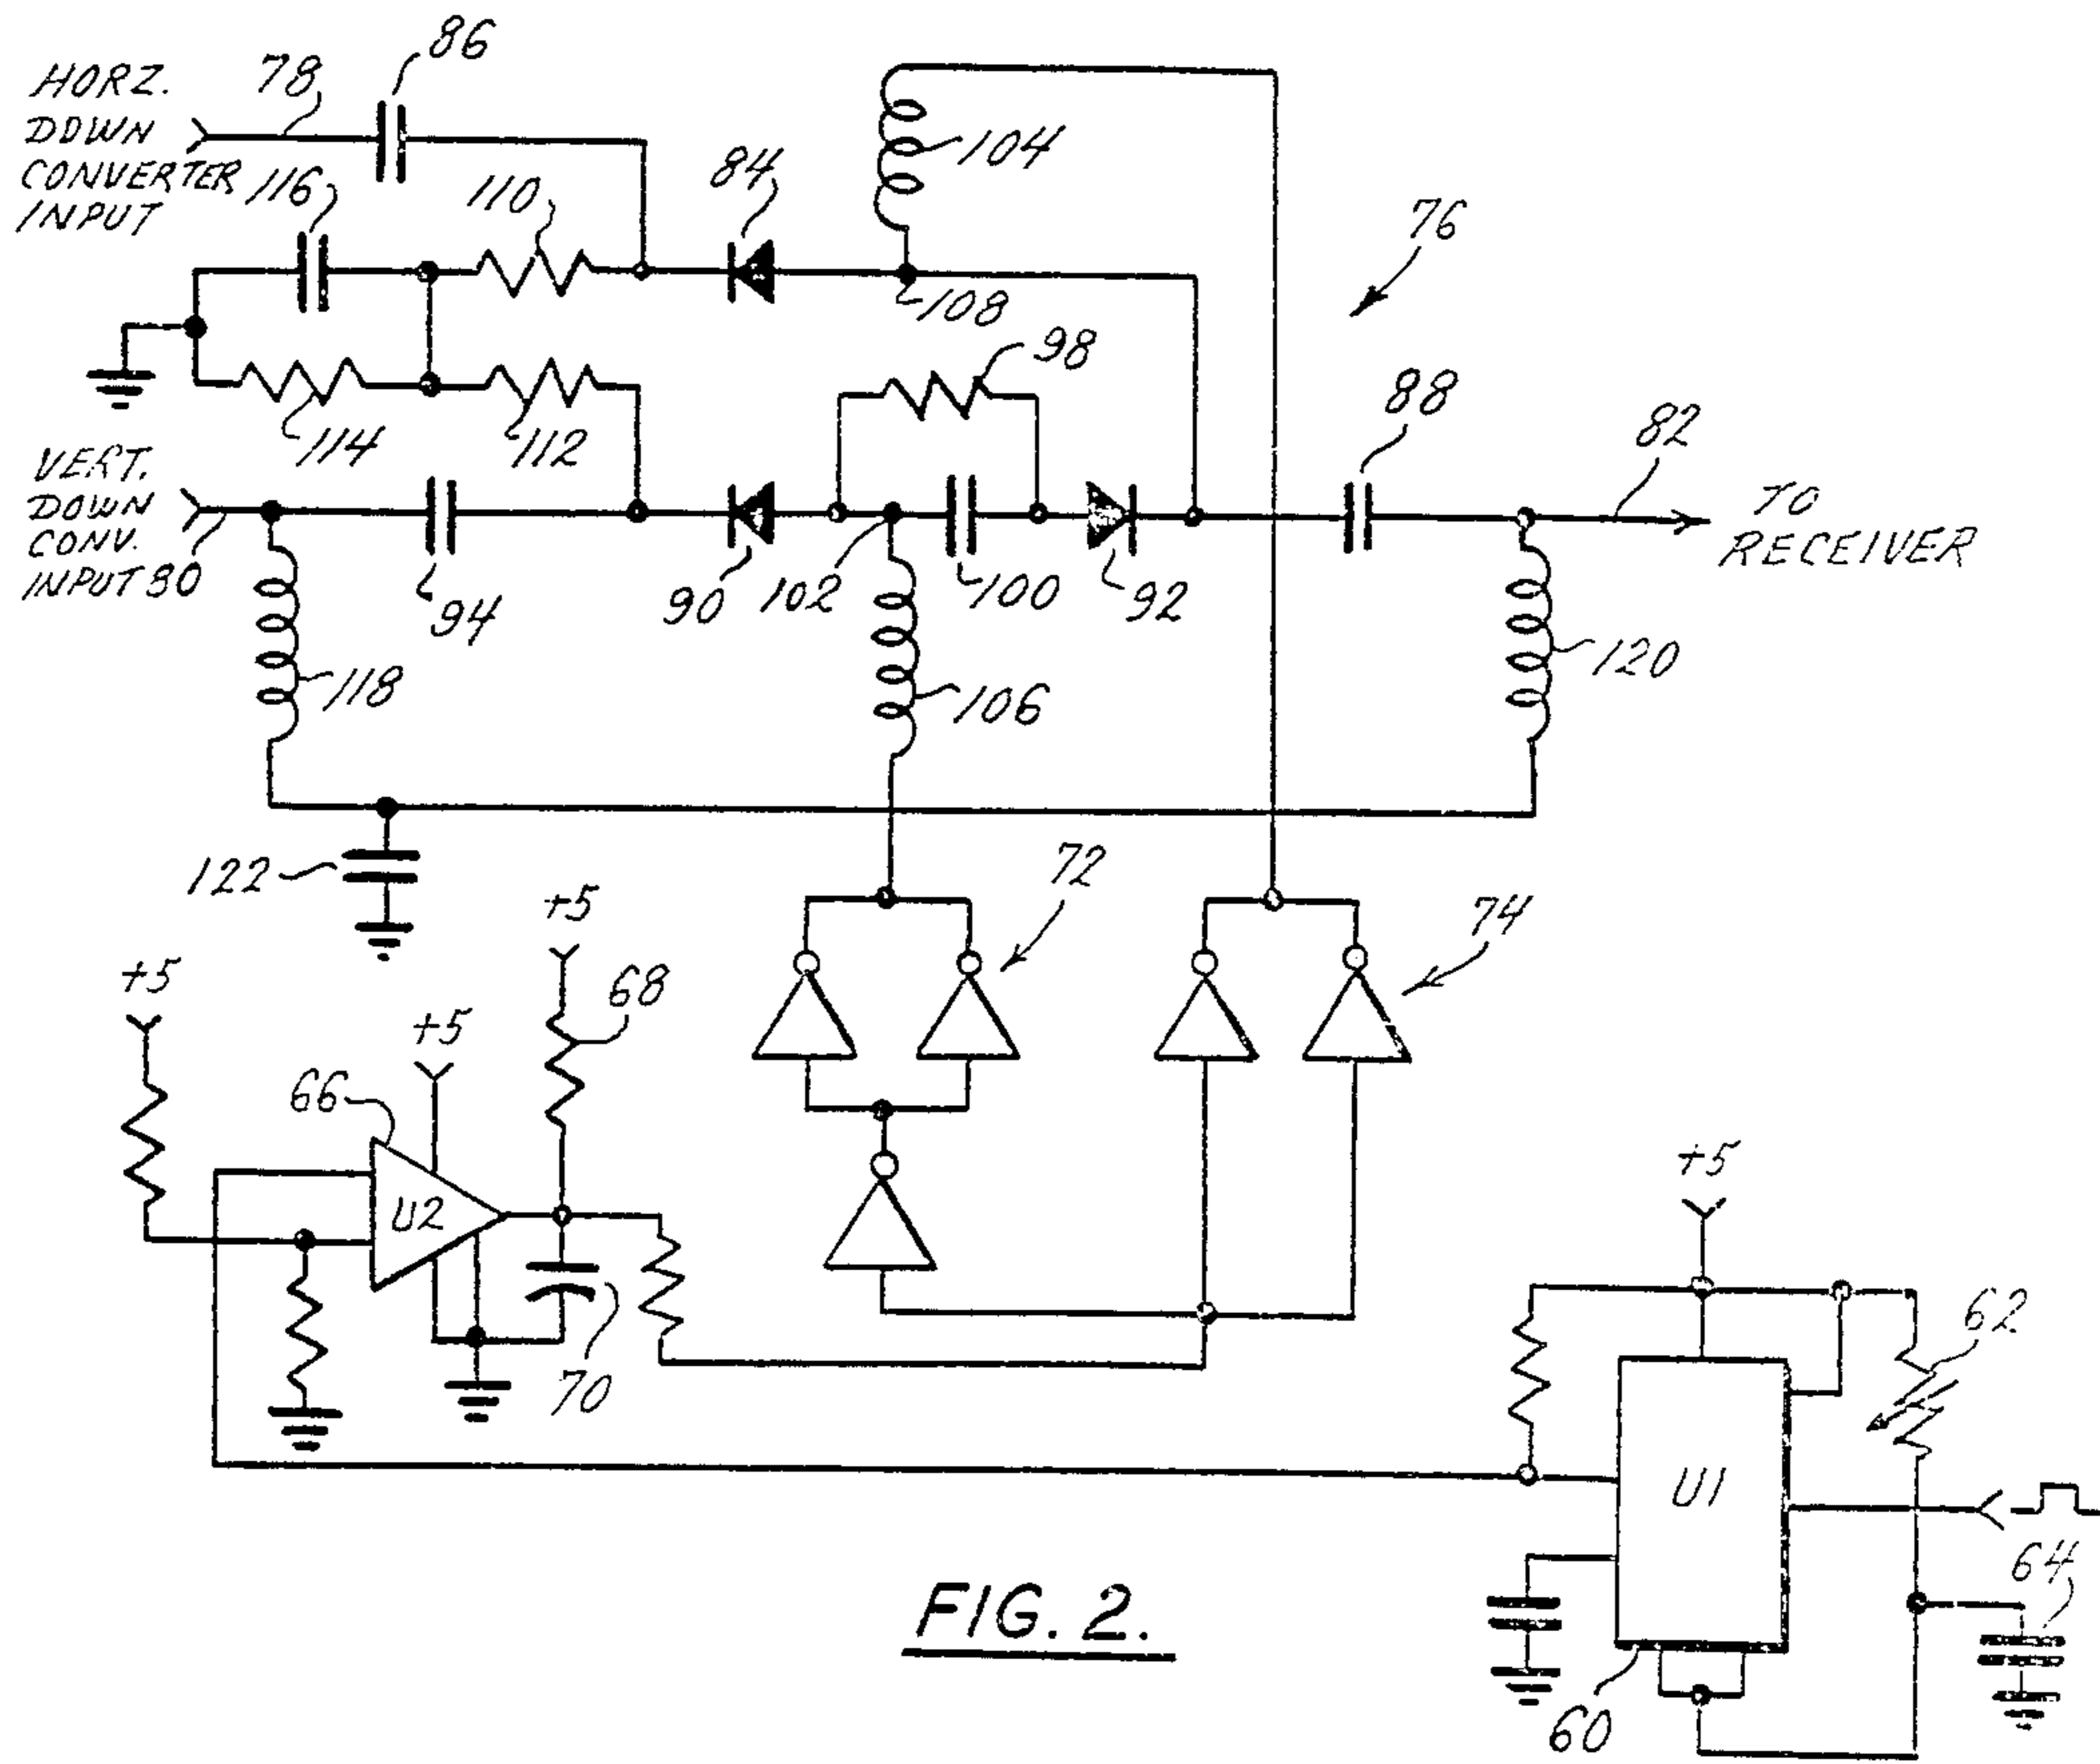 HORZ.
DOWN
CONVERTER
INPUT
78
86
116
110
84
104
76
108
98
88
82
114
112
VERT.
DOWN
CONV.
INPUT 80
94
90
102
100
92
TO
RECEIVER
118
106
120
122
72
74
+5
+5
+5
68
66
U2
70
+5
62
U1
64
60
FIG. 2.